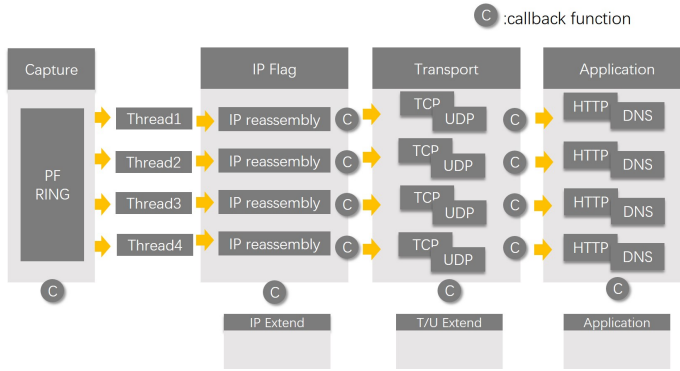 C :callback function
Capture
IP Flag
Transport
Application
PF
RING
Thread1
IP reassembly
C
TCP
UDP
C
HTTP
DNS
Thread2
IP reassembly
C
TCP
UDP
C
HTTP
DNS
Thread3
IP reassembly
C
TCP
UDP
C
HTTP
DNS
Thread4
IP reassembly
C
TCP
UDP
C
HTTP
DNS
C
C
C
C
IP Extend
T/U Extend
Application